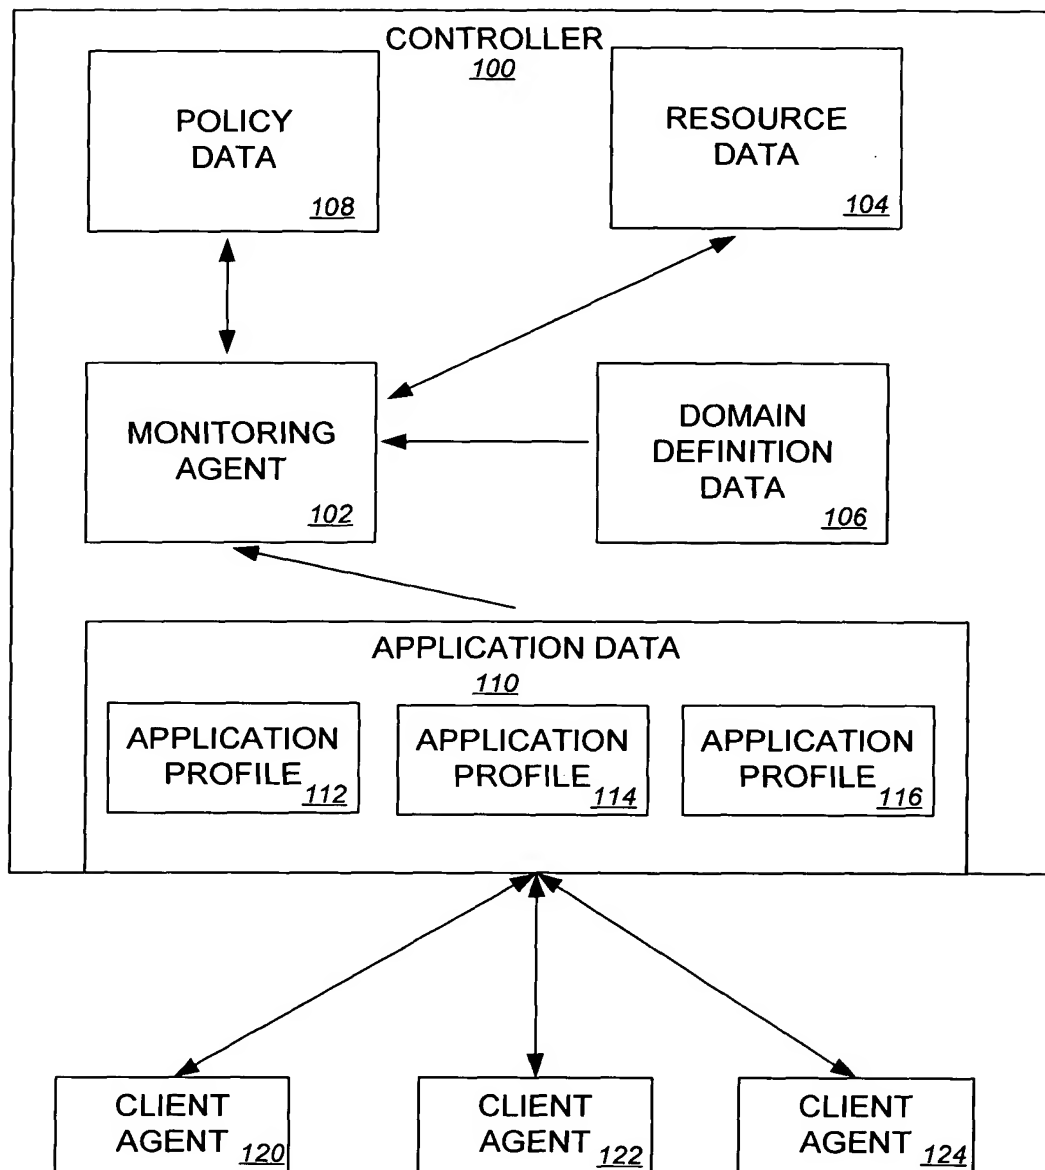 CONTROLLER
100
POLICY
DATA
108
RESOURCE
DATA
104
MONITORING
AGENT
102
DOMAIN
DEFINITION
DATA
106
APPLICATION DATA
110
APPLICATION
PROFILE
112
APPLICATION
PROFILE
114
APPLICATION
PROFILE
116
CLIENT
AGENT
120
CLIENT
AGENT
122
CLIENT
AGENT
124